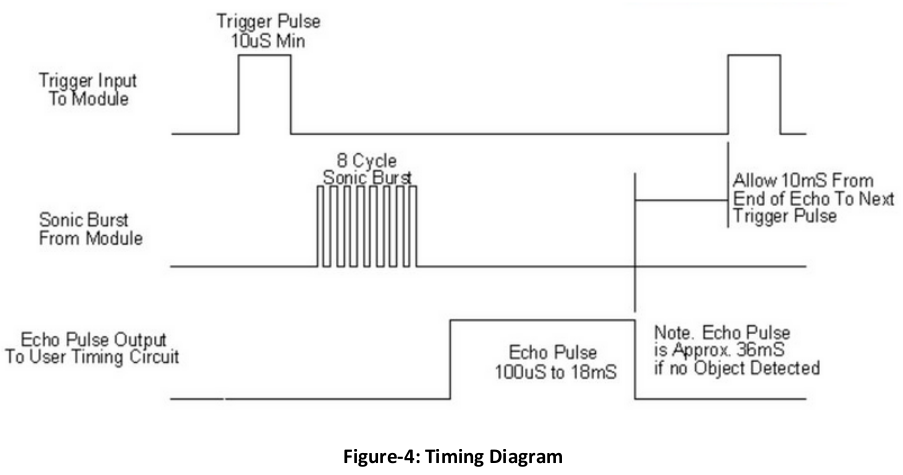 Trigger Pulse
10uS Min
Trigger Input
To Module
8 Cycle
Sonic Burst
Allow 10mS From
End of Echo To Next
Trigger Pulse
Sonic Burst
From Module
Echo Pulse Output
To User Timing Circuit
Echo Pulse
100uS to 18mS
Note. Echo Pulse
is Approx. 36mS
if no Object Detected
Figure-4: Timing Diagram